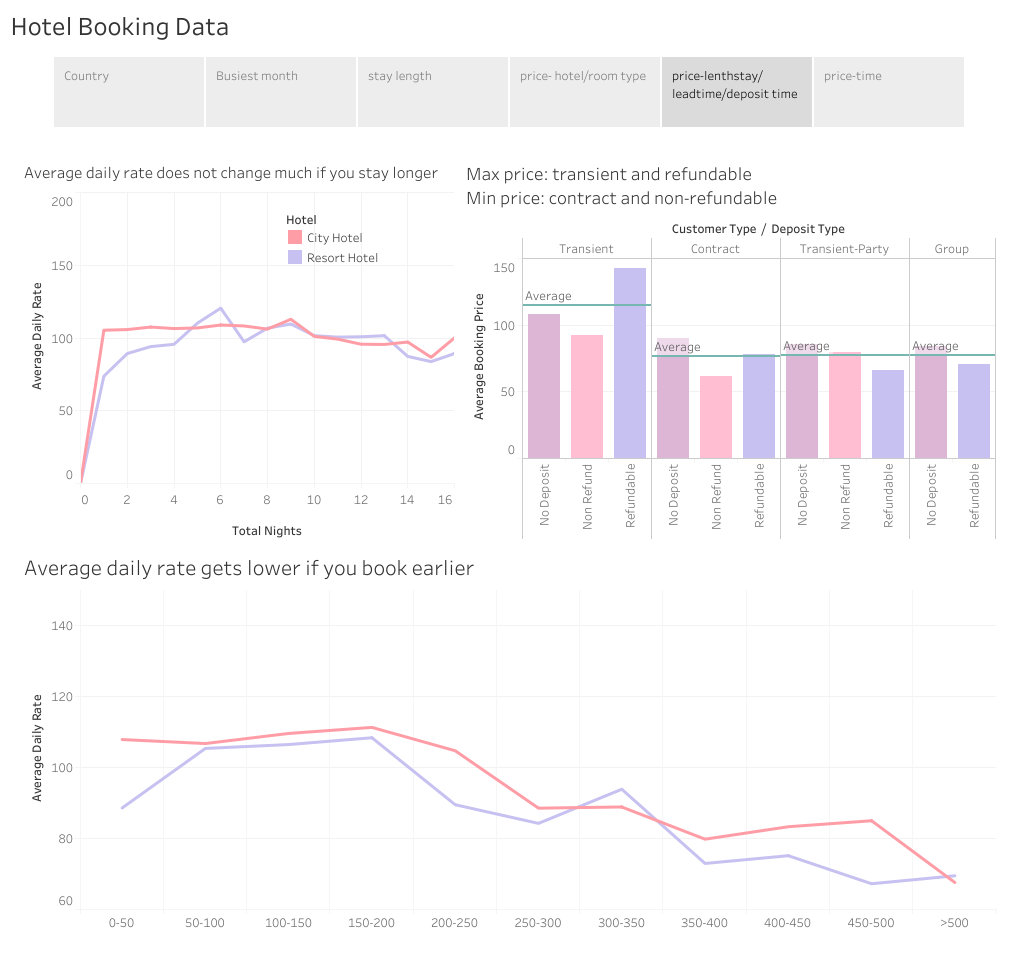 Hotel Booking Data
Country
Busiest month
stay length
price- hotel/room type
price-lenthstay/
leadtime/deposit time
price-time
Average daily rate does not change much if you stay longer
200
150
100
50
0
Average Daily Rate
Hotel
City Hotel
Resort Hotel
0 2 4 6 8 10 12 14 16
Total Nights
Max price: transient and refundable
Min price: contract and non-refundable
Customer Type / Deposit Type
Transient Contract Transient-Party Group
150
100
50
0
Average Booking Price
Average
Average
Average
Average
No Deposit
Non Refund
Refundable
No Deposit
Non Refund
Refundable
No Deposit
Non Refund
Refundable
No Deposit
Refundable
Average daily rate gets lower if you book earlier
140
120
100
80
60
Average Daily Rate
0-50 50-100 100-150 150-200 200-250 250-300 300-350 350-400 400-450 450-500 >500